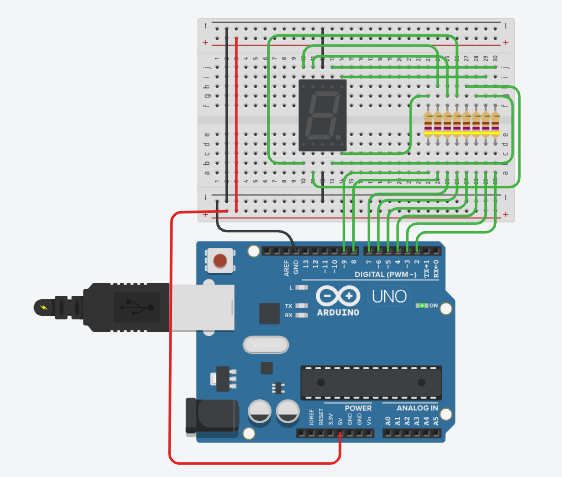 j
i
h
g
f
e
d
c
b
a
AREF
GND
13
12
~11
~10
~9
8
7
~6
~5
4
~3
2
TX→1
RX←0
DIGITAL (PWM~)
L
TX
RX
UNO
ARDUINO
ON
POWER
ANALOG IN
IOREF
RESET
3.3V
5V
GND
GND
Vin
A0
A1
A2
A3
A4
A5